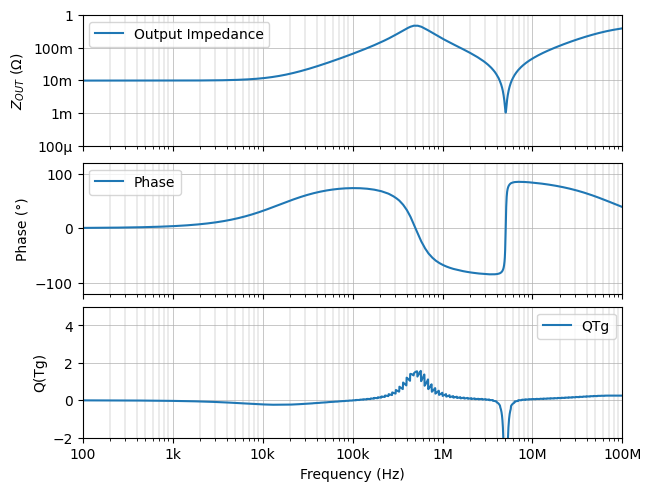 1
100m
10m
1m
100μ
Z_OUT (Ω)
Output Impedance
100
0
−100
Phase (°)
Phase
4
2
0
−2
Q(Tg)
QTg
100 1k 10k 100k 1M 10M 100M
Frequency (Hz)